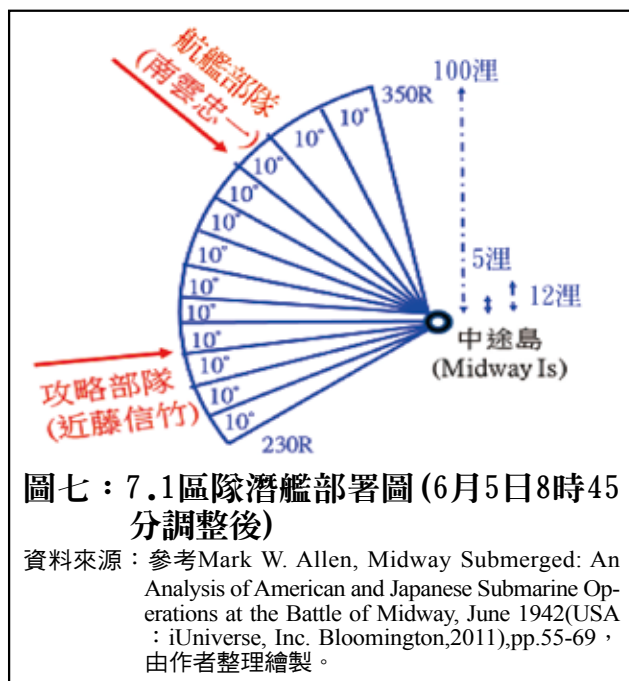 航艦部隊
(南雲忠一)
100浬
350R
10°
10°
10°
10°
10°
10°
10°
10°
10°
10°
10°
10°
5浬
12浬
中途島
(Midway Is)
攻略部隊
(近藤信竹)
230R
圖七：7.1區隊潛艦部署圖(6月5日8時45
分調整後)
資料來源：參考Mark W. Allen, Midway Submerged: An
Analysis of American and Japanese Submarine Op-
erations at the Battle of Midway, June 1942(USA
：iUniverse, Inc. Bloomington,2011),pp.55-69，
由作者整理繪製。